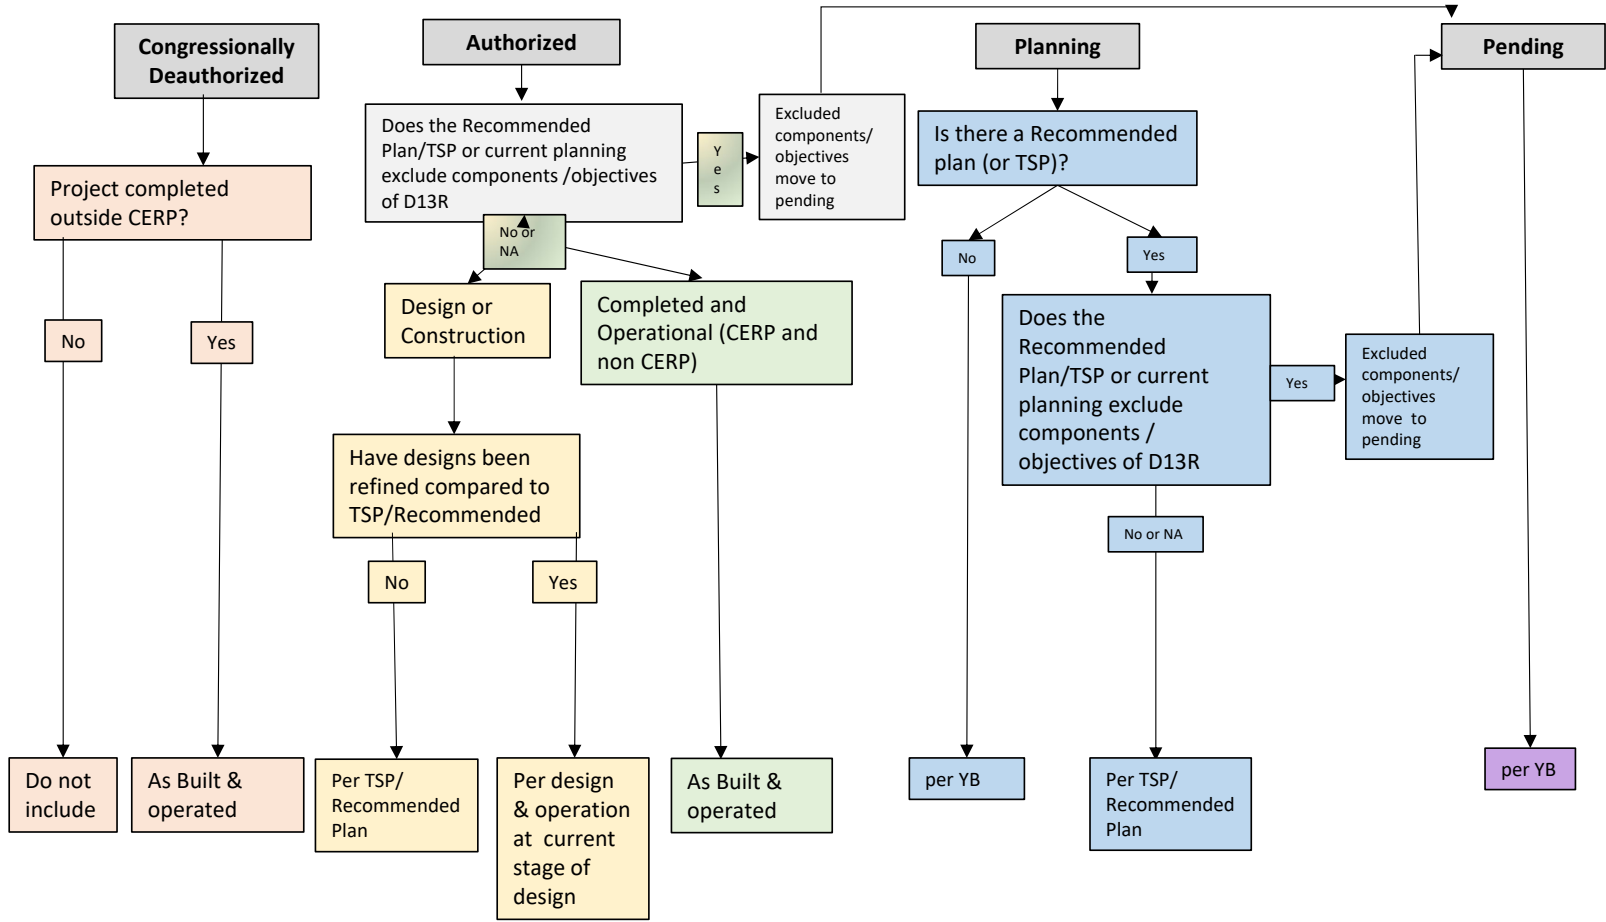 Congressionally
Deauthorized
Authorized
Planning
Pending
Does the Recommended
Plan/TSP or current planning
exclude components /objectives
of D13R
Y
e
s
Excluded
components/
objectives
move to
pending
Is there a Recommended
plan (or TSP)?
Project completed
outside CERP?
No or
NA
No
Yes
Design or
Construction
Completed and
Operational (CERP and
non CERP)
Does the
Recommended
Plan/TSP or current
planning exclude
components /
objectives of D13R
Yes
Excluded
components/
objectives
move  to
pending
No
Yes
Have designs been
refined compared to
TSP/Recommended
No or NA
No
Yes
Do not
include
As Built &
operated
Per TSP/
Recommended
Plan
Per design
& operation
at  current
stage of
design
As Built &
operated
per YB
Per TSP/
Recommended
Plan
per YB